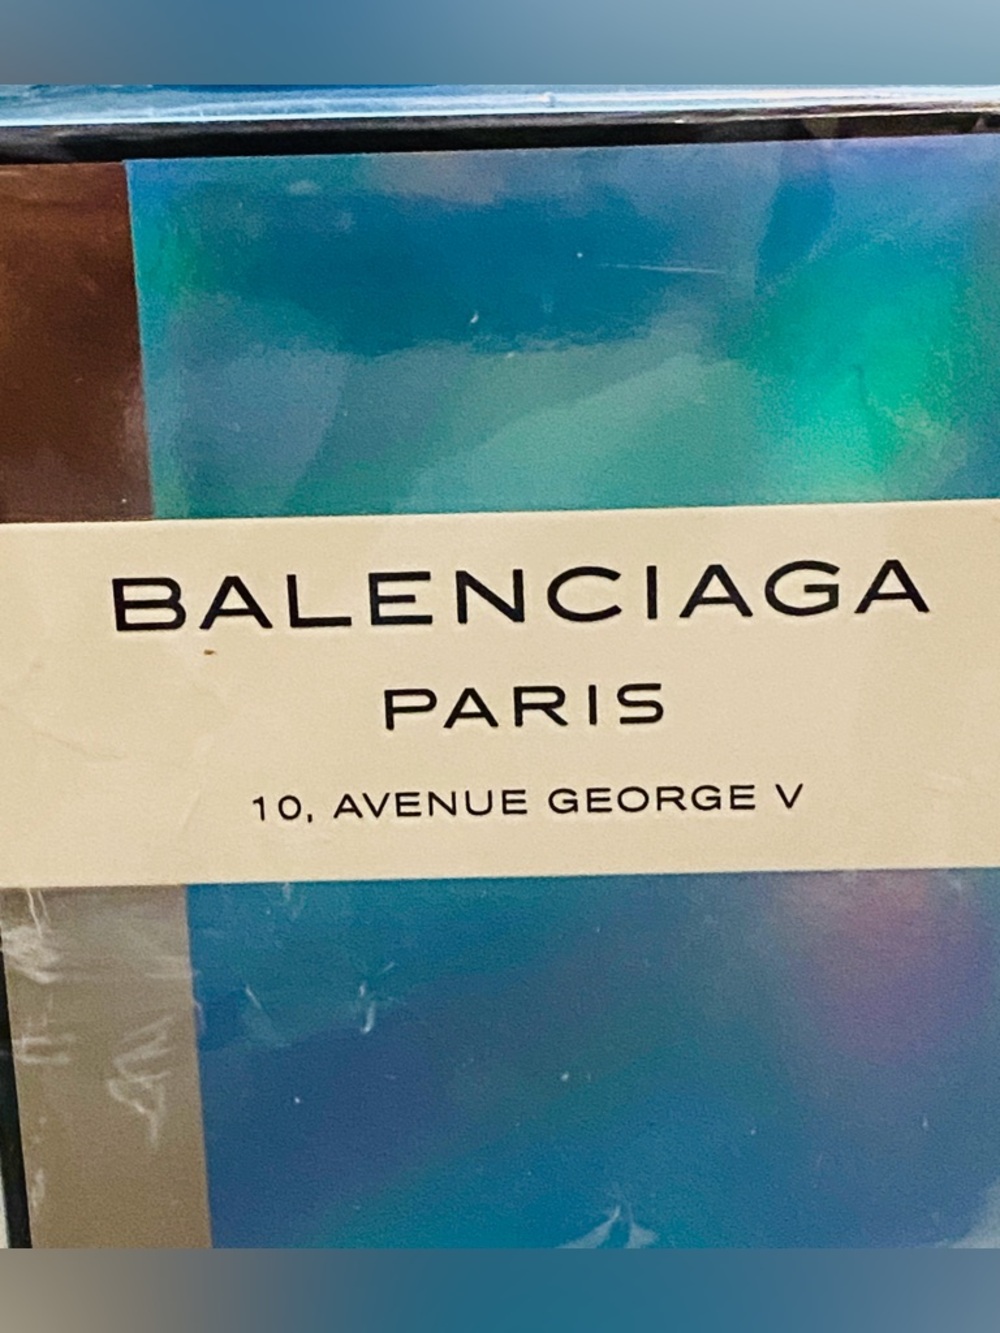 BALENCIAGA
PARIS
10, AVENUE GEORGE V